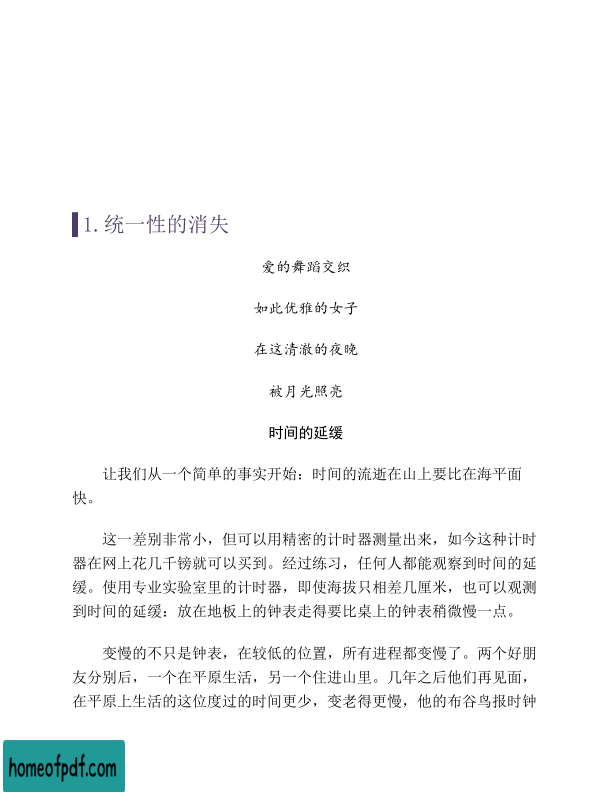 1. 统一性的消失
爱的舞蹈交织
如此优雅的女子
在这清澈的夜晚
被月光照亮
时间的延缓
让我们从一个简单的事实开始：时间的流逝在山上要比在海平面
快。
这一差别非常小，但可以用精密的计时器测量出来，如今这种计时
器在网上花几千镑就可以买到。经过练习，任何人都能观察到时间的延
缓。使用专业实验室里的计时器，即使海拔只相差几厘米，也可以观测
到时间的延缓：放在地板上的钟表走得要比桌上的钟表稍微慢一点。
变慢的不只是钟表，在较低的位置，所有进程都变慢了。两个好朋
友分别后，一个在平原生活，另一个住进山里。几年之后他们再见面，
在平原上生活的这位度过的时间更少，变老得更慢，他的布谷鸟报时钟
homeofpdf.com